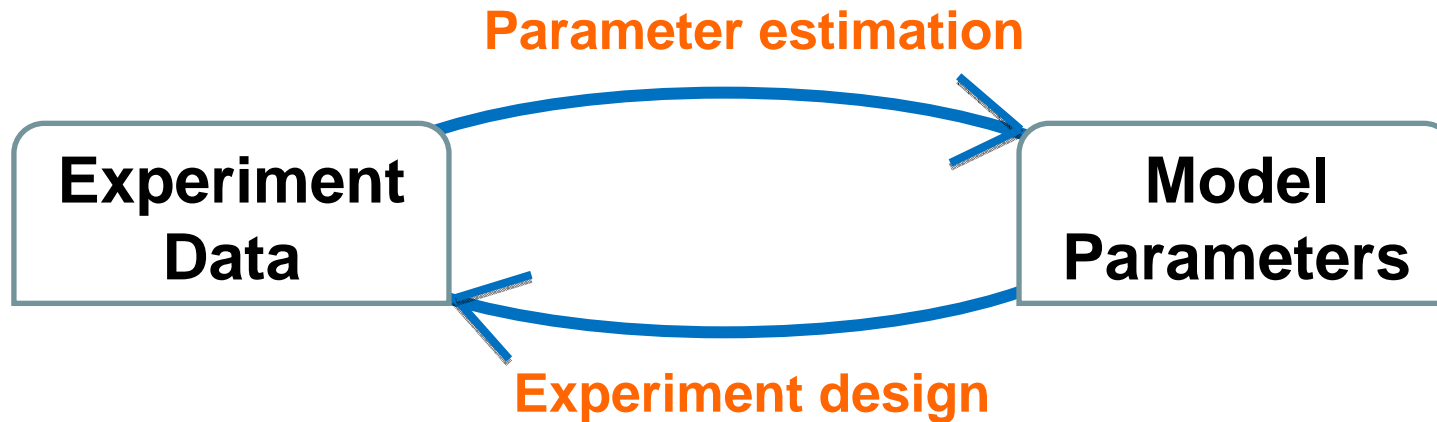 Parameter estimation
Experiment
Data
Model
Parameters
Experiment design